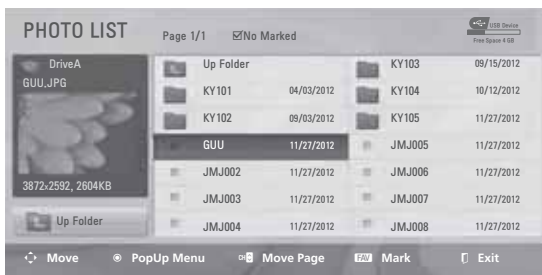 PHOTO LIST
Page 1/1
No Marked
USB Device
Free Space 4 GB
DriveA
GUU,JPG
3872x2592, 2604KB
Up Folder
Up Folder
KY101 04/03/2012
KY102 09/03/2012
GUU 11/27/2012
JMJ002 11/27/2012
JMJ003 11/27/2012
JMJ004 11/27/2012
KY103 09/15/2012
KY104 10/12/2012
KY105 11/27/2012
JMJ005 11/27/2012
JMJ006 11/27/2012
JMJ007 11/27/2012
JMJ008 11/27/2012
Move
PopUp Menu
CH Move Page
FAV Mark
Exit